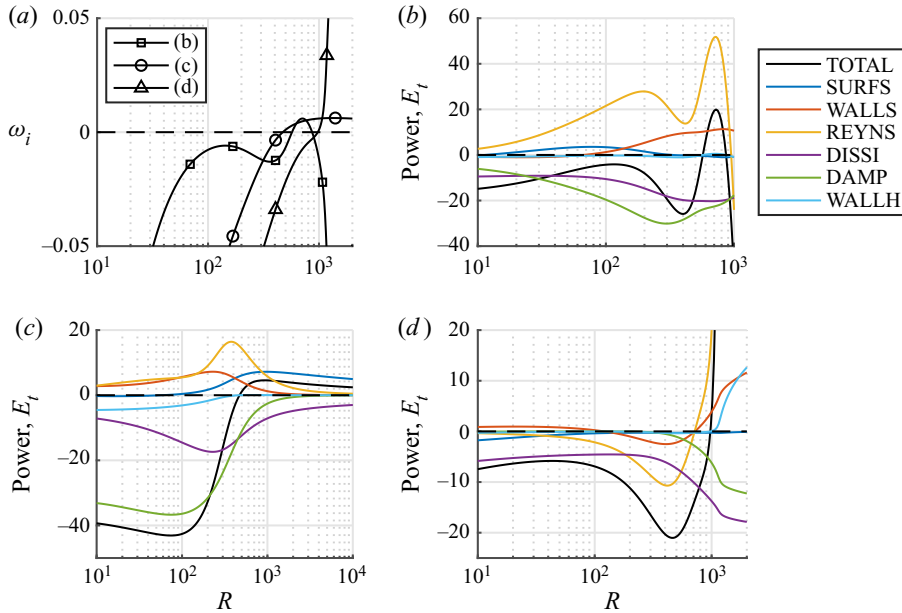 (a)
0.05
0
−0.05
ω_i
10^1
10^2
10^3
(b)
(c)
(d)
(b)
60
40
20
0
−20
−40
Power, E_t
10^1
10^2
10^3
TOTAL
SURFS
WALLS
REYNS
DISSI
DAMP
WALLH
(c)
20
0
−20
−40
Power, E_t
10^1
10^2
10^3
10^4
R
(d)
20
10
0
−10
−20
Power, E_t
10^1
10^2
10^3
R